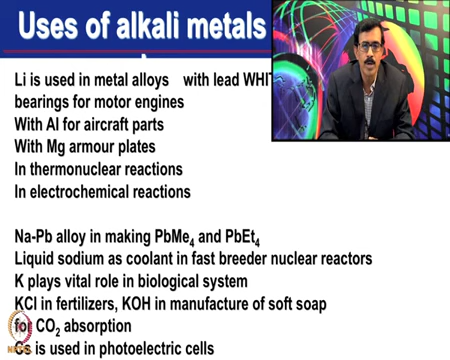 Uses of alkali metals
Li is used in metal alloys with lead WHIT
bearings for motor engines
With Al for aircraft parts
With Mg armour plates
In thermonuclear reactions
In electrochemical reactions
Na-Pb alloy in making PbMe₄ and PbEt₄
Liquid sodium as coolant in fast breeder nuclear reactors
K plays vital role in biological system
KCl in fertilizers, KOH in manufacture of soft soap
for CO₂ absorption
Cs is used in photoelectric cells